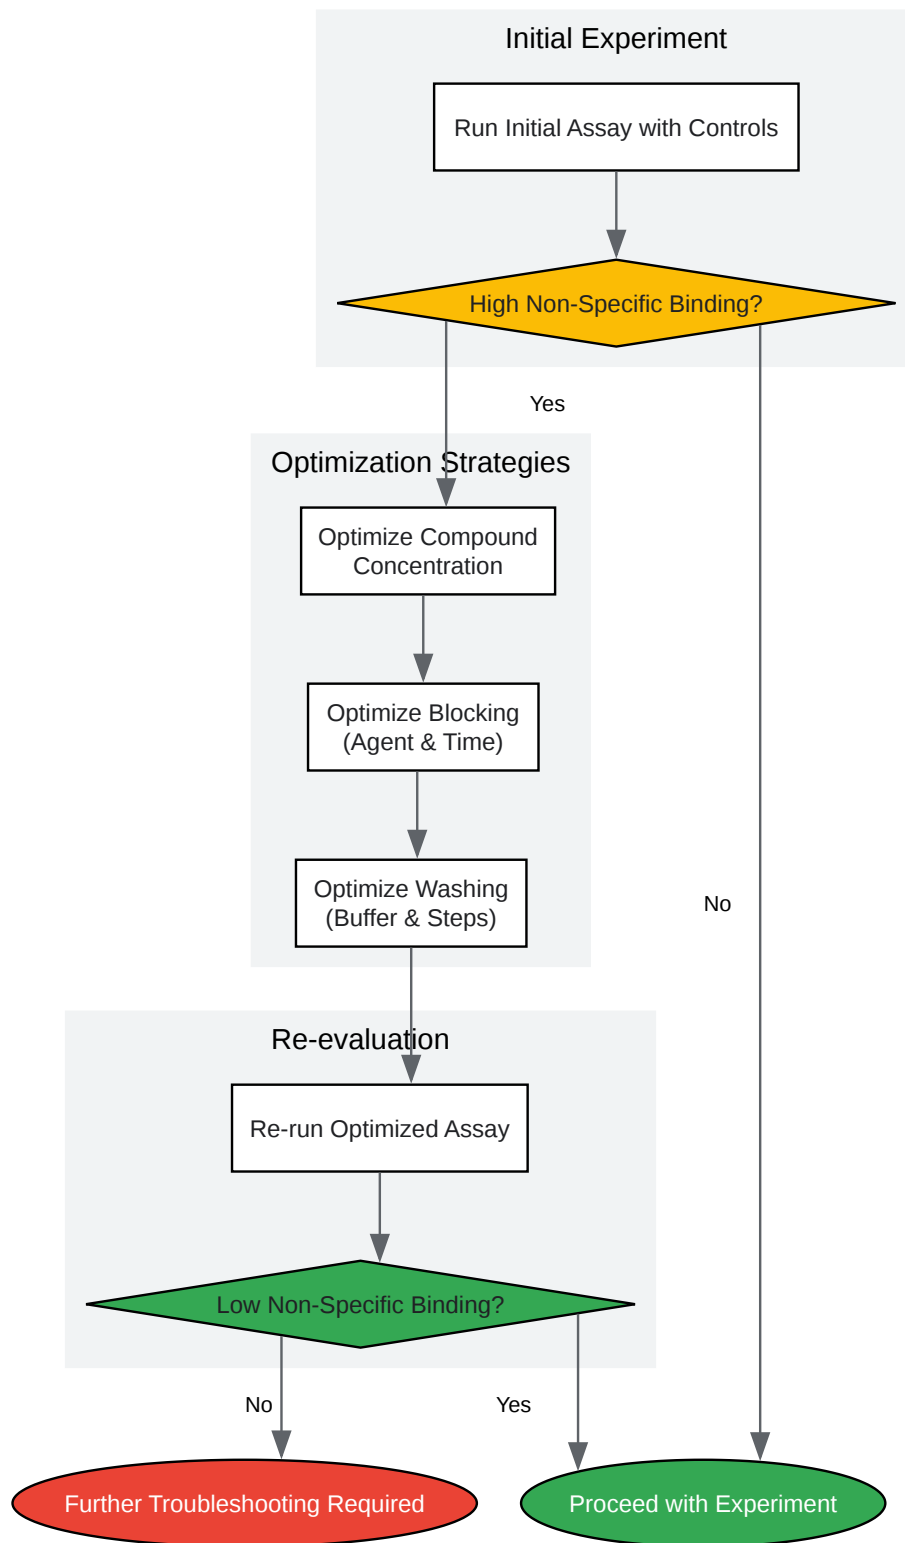 Initial Experiment
Run Initial Assay with Controls
High Non-Specific Binding?
Yes
Optimization Strategies
Optimize Compound
Concentration
Optimize Blocking
(Agent & Time)
Optimize Washing
(Buffer & Steps)
No
Re-evaluation
Re-run Optimized Assay
Low Non-Specific Binding?
No
Yes
Further Troubleshooting Required
Proceed with Experiment